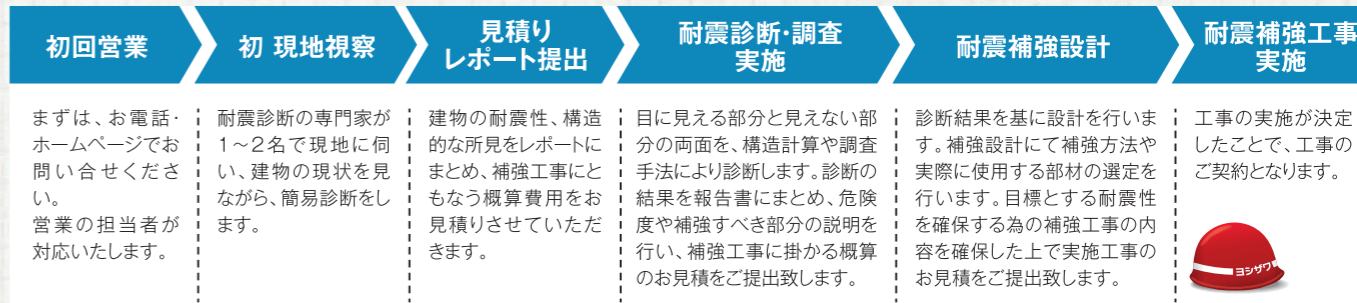 初回営業
初 現地視察
見積り
レポート提出
耐震診断・調査
実施
耐震補強設計
耐震補強工事
実施
まずは、お電話・
ホームページでお
問い合せくださ
い。
営業の担当者が
対応いたします。
耐震診断の専門家が
1～2名で現地に伺
い、建物の現状を見
ながら、簡易診断をし
ます。
建物の耐震性、構造
的な所見をレポートに
まとめ、補強工事にと
もなう概算費用をお
見積りさせていただ
きます。
目に見える部分と見えない部
分の両面を、構造計算や調査
手法により診断します。診断の
結果を報告書にまとめ、危険
度や補強すべき部分の説明を
行い、補強工事に掛かる概算
のお見積をご提出致します。
診断結果を基に設計を行いま
す。補強設計にて補強方法や
実際に使用する部材の選定を
行います。目標とする耐震性
を確保する為の補強工事の内
容を確保した上で実施工事の
お見積をご提出致します。
工事の実施が決定
したことで、工事の
ご契約となります。
ヨシザワ